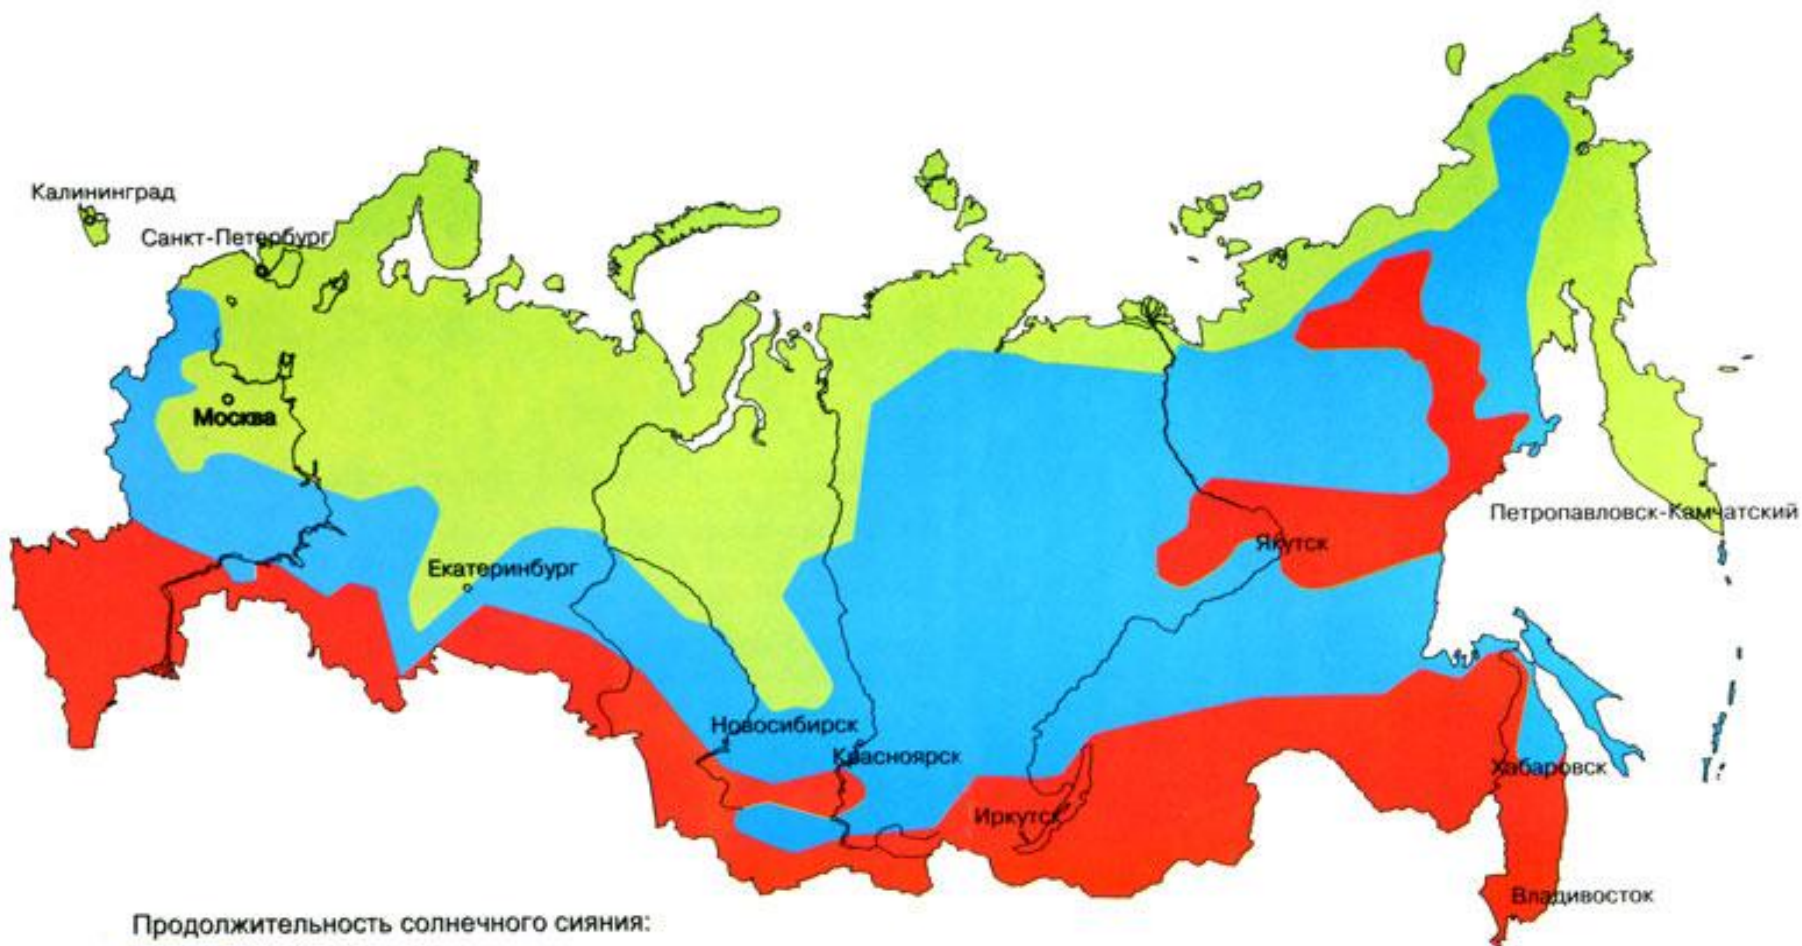 Калининград
Санкт-Петербург
Москва
Екатеринбург
Петропавловск-Камчатский
Якутск
Новосибирск
Красноярск
Хабаровск
Иркутск
Владивосток
Продолжительность солнечного сияния: